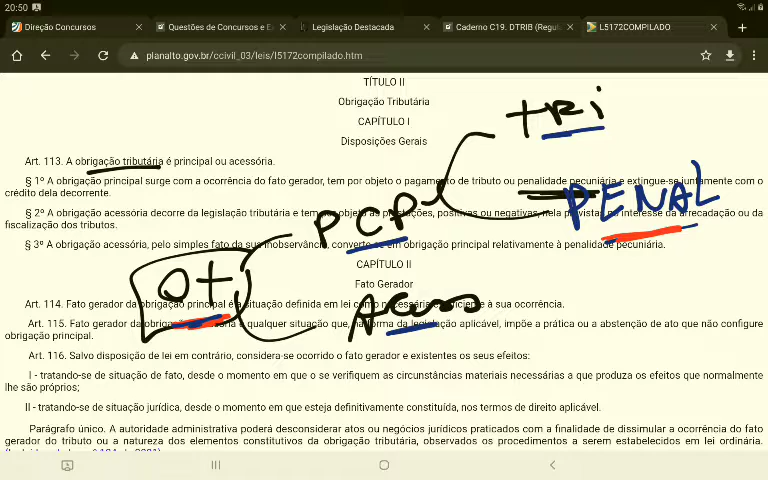 20:50
Direção Concursos
Questões de Concursos e E
Legislação Destacada
Caderno C19. DTRIB (Regul
L5172COMPILADO
planalto.gov.br/ccivil_03/leis/l5172compilado.htm
TÍTULO II
Obrigação Tributária
CAPÍTULO I
Disposições Gerais
+RI
Art. 113. A obrigação tributária é principal ou acessória.
§ 1º A obrigação principal surge com a ocorrência do fato gerador, tem por objeto o pagamento de tributo ou penalidade pecuniária e extingue-se juntamente com o
crédito dela decorrente.
PENAL
§ 2º A obrigação acessória decorre da legislação tributária e tem por objeto as prestações, positivas ou negativas, nela previstas no interesse da arrecadação ou da
fiscalização dos tributos.
PCP
§ 3º A obrigação acessória, pelo simples fato da sua inobservância, converte-se em obrigação principal relativamente à penalidade pecuniária.
CAPÍTULO II
Fato Gerador
O+
Art. 114. Fato gerador da obrigação principal é a situação definida em lei como necessária e suficiente à sua ocorrência.
Art. 115. Fato gerador da obrigação acessória é qualquer situação que, na forma da legislação aplicável, impõe a prática ou a abstenção de ato que não configure
obrigação principal.
Art. 116. Salvo disposição de lei em contrário, considera-se ocorrido o fato gerador e existentes os seus efeitos:
I - tratando-se de situação de fato, desde o momento em que o se verifiquem as circunstâncias materiais necessárias a que produza os efeitos que normalmente
lhe são próprios;
II - tratando-se de situação jurídica, desde o momento em que esteja definitivamente constituída, nos termos de direito aplicável.
Parágrafo único. A autoridade administrativa poderá desconsiderar atos ou negócios jurídicos praticados com a finalidade de dissimular a ocorrência do fato
gerador do tributo ou a natureza dos elementos constitutivos da obrigação tributária, observados os procedimentos a serem estabelecidos em lei ordinária.